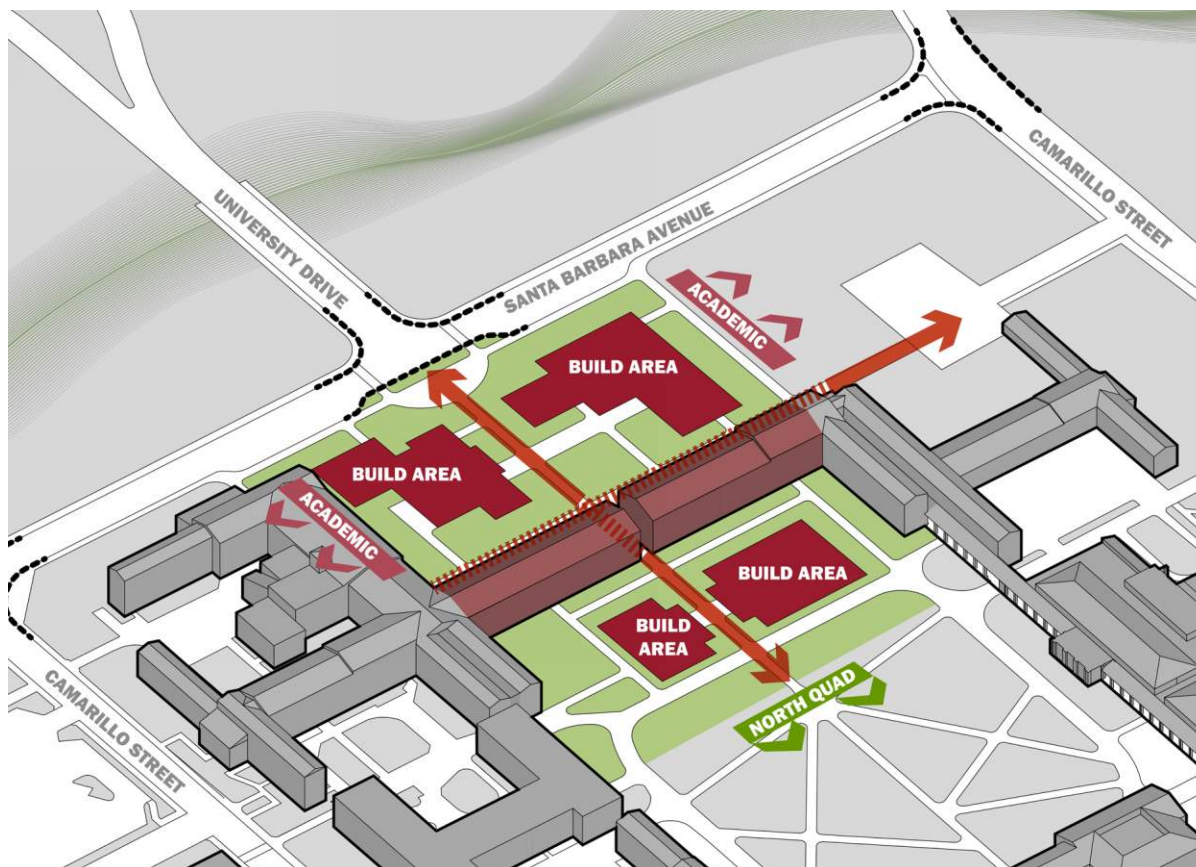 CAMARILLO STREET
UNIVERSITY DRIVE
SANTA BARBARA AVENUE
ACADEMIC
BUILD AREA
BUILD AREA
ACADEMIC
BUILD AREA
BUILD
AREA
NORTH QUAD
CAMARILLO STREET